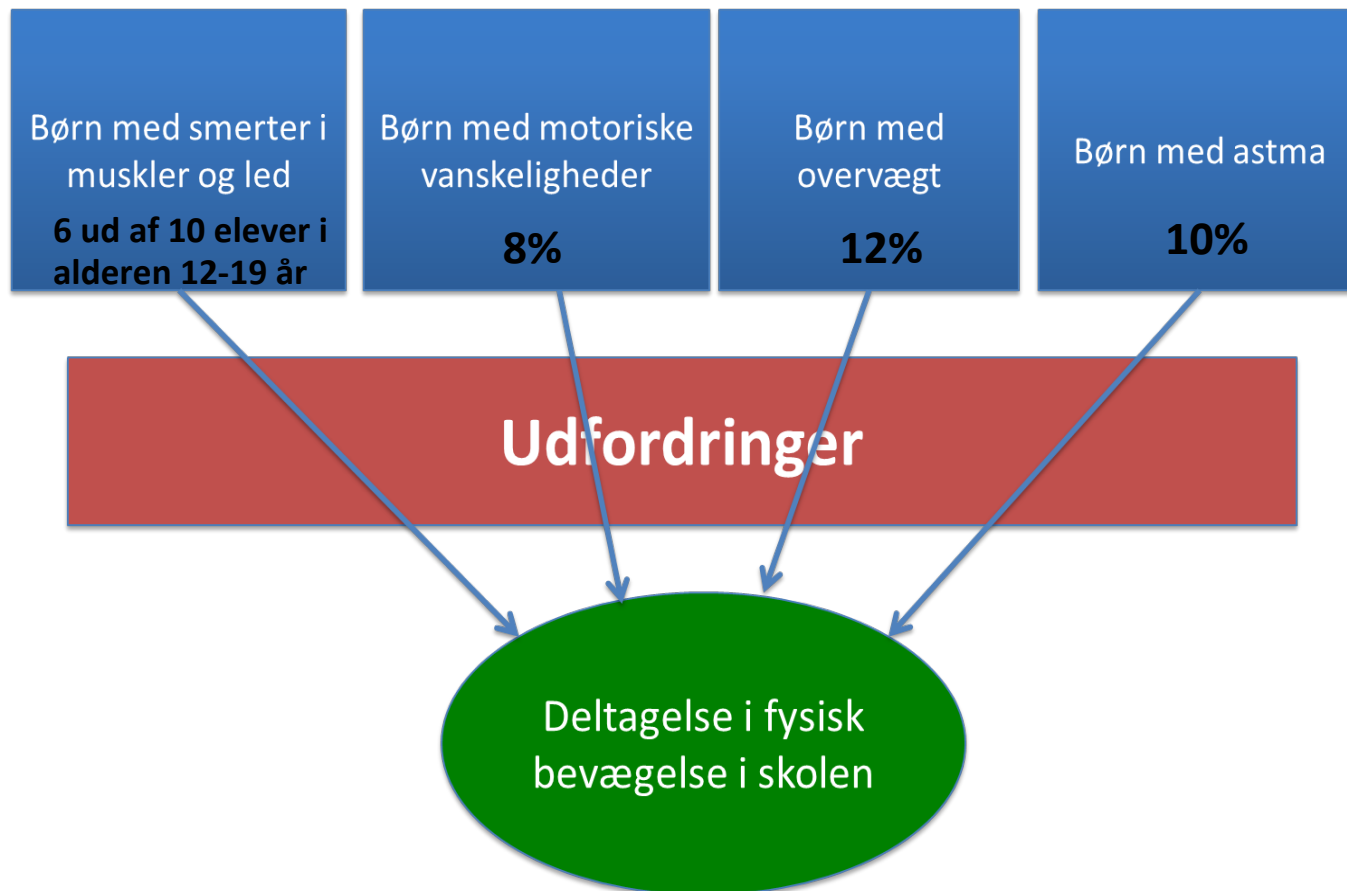 Børn med smerter i
muskler og led
6 ud af 10 elever i
alderen 12-19 år
Børn med motoriske
vanskeligheder
8%
Børn med
overvægt
12%
Børn med astma
10%
Udfordringer
Deltagelse i fysisk
bevægelse i skolen